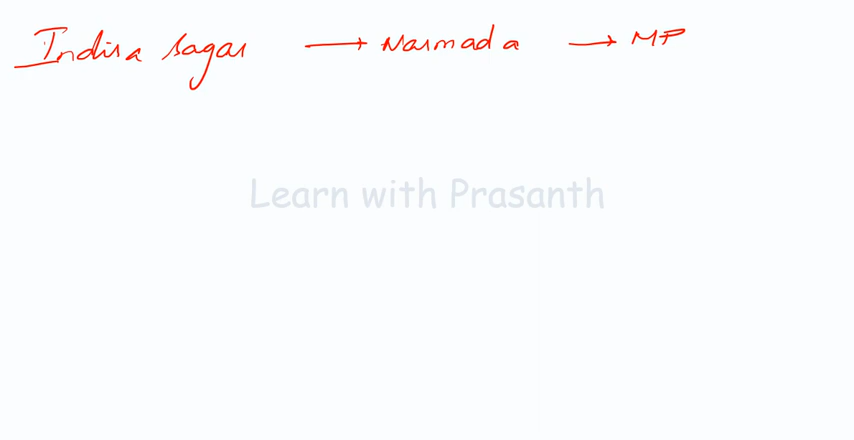 Indira sagar → Narmada → MP
Learn with Prasanth